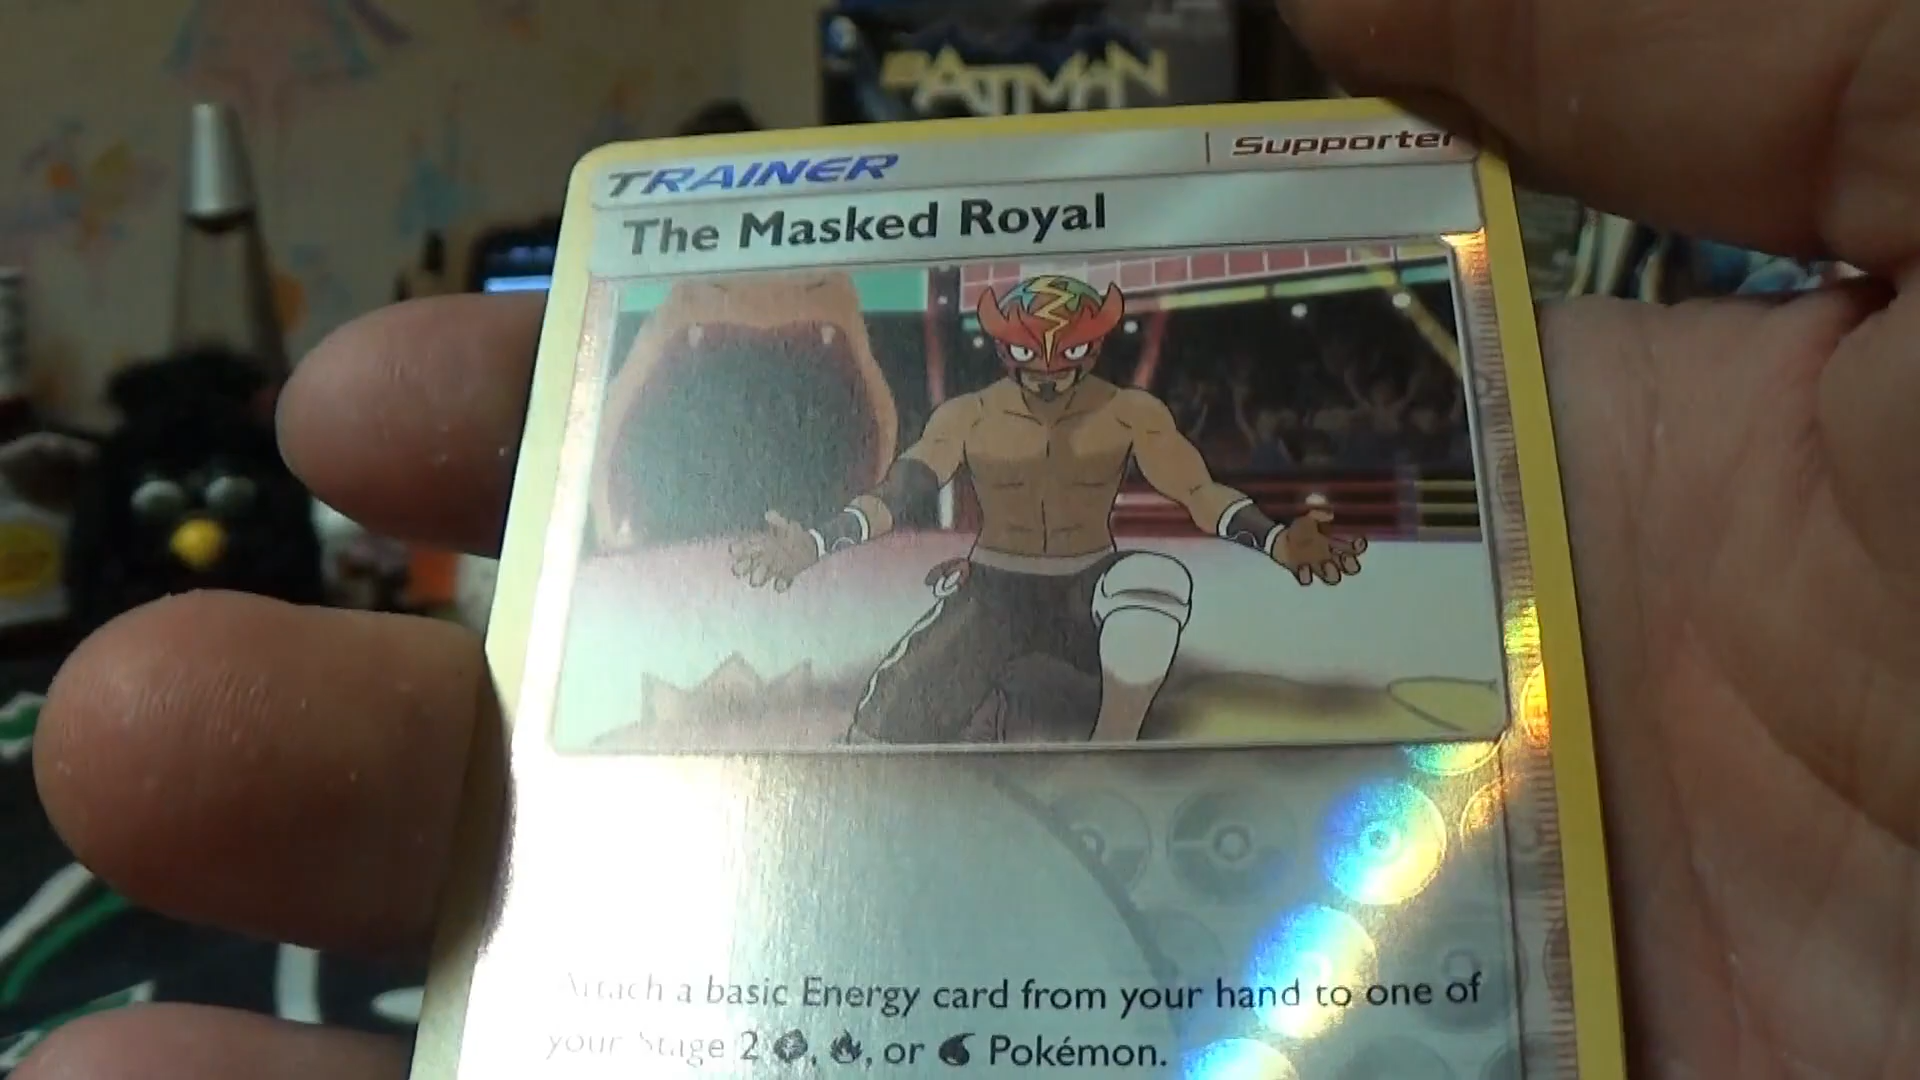 BATMAN
TRAINER
Supporter
The Masked Royal
Attach a basic Energy card from your hand to one of
your Stage 2 , , or Pokémon.